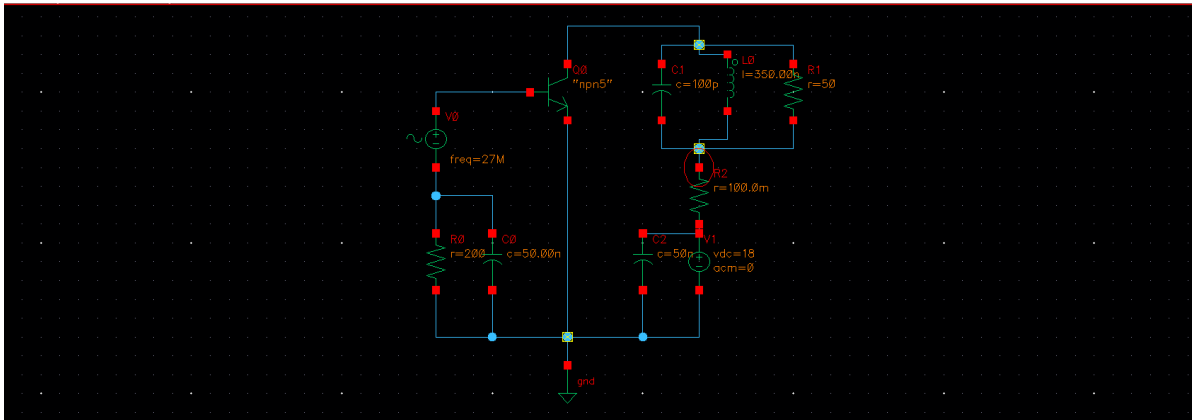 Q0
"npn5"
C1
c=100p
L0
l=350.00n
R1
r=50
V0
freq=27M
R2
r=100.0m
R0
r=200
C0
c=50.00n
C2
c=50n
V1
vdc=18
acm=0
gnd